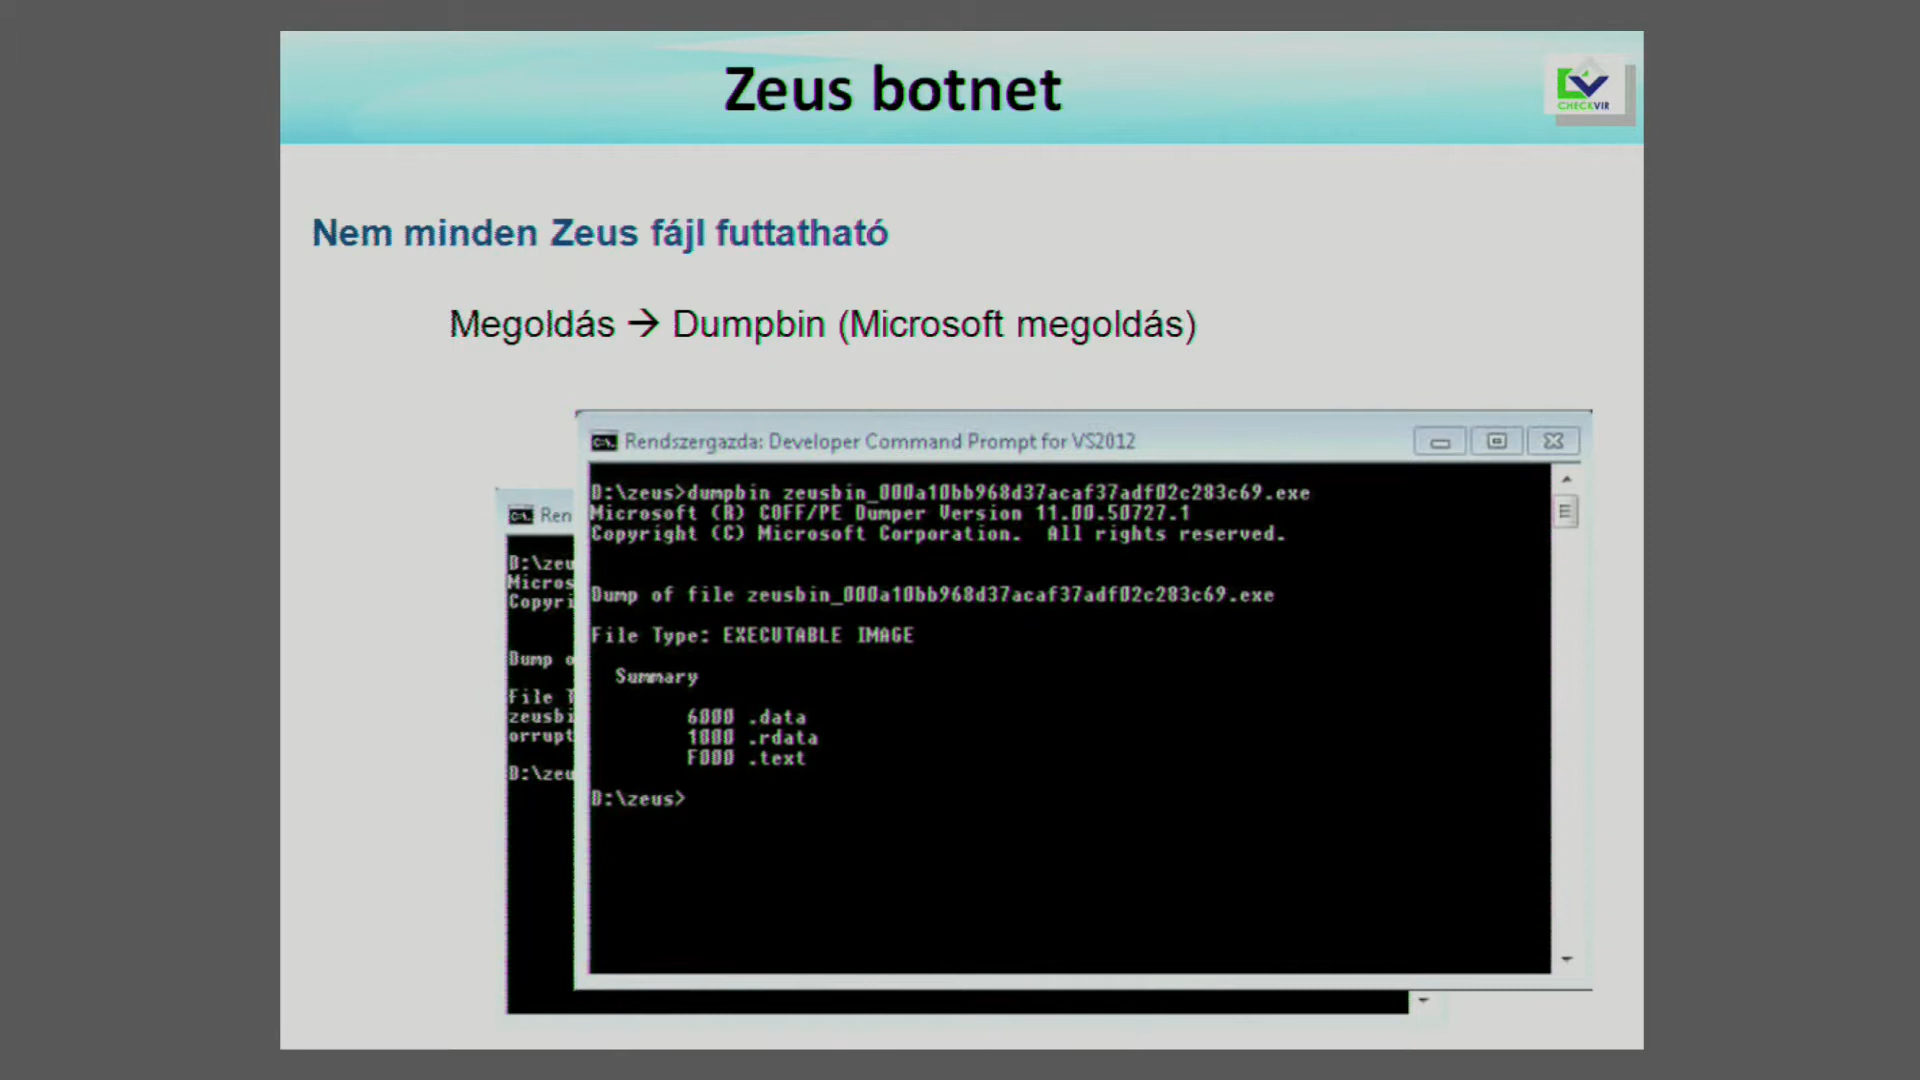 Zeus botnet
CHECKVIR
Nem minden Zeus fájl futtatható
Megoldás → Dumpbin (Microsoft megoldás)
Rendszergazda: Developer Command Prompt for VS2012
D:\zeus>dumpbin zeusbin_000a10bb968d37acaf37adf02c283c69.exe
Microsoft (R) COFF/PE Dumper Version 11.00.50727.1
Copyright (C) Microsoft Corporation.  All rights reserved.
Dump of file zeusbin_000a10bb968d37acaf37adf02c283c69.exe
File Type: EXECUTABLE IMAGE
Summary
6000 .data
1000 .rdata
F000 .text
D:\zeus>
Ren
D:\zeu
Micros
Copyri
Dump o
File T
zeusbi
orrupt
D:\zeu